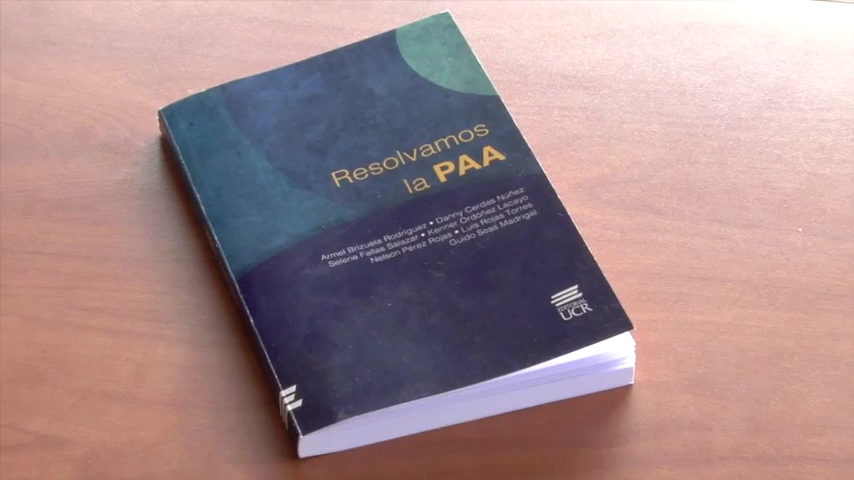 Resolvamos
la PAA
Armel Brizuela Rodríguez • Danny Cerdas Núñez
Selene Fallas Salazar • Kenner Ordóñez Lacayo
Nelson Pérez Rojas • Luis Rojas Torres
Guido Seas Madrigal
EDITORIAL
UCR